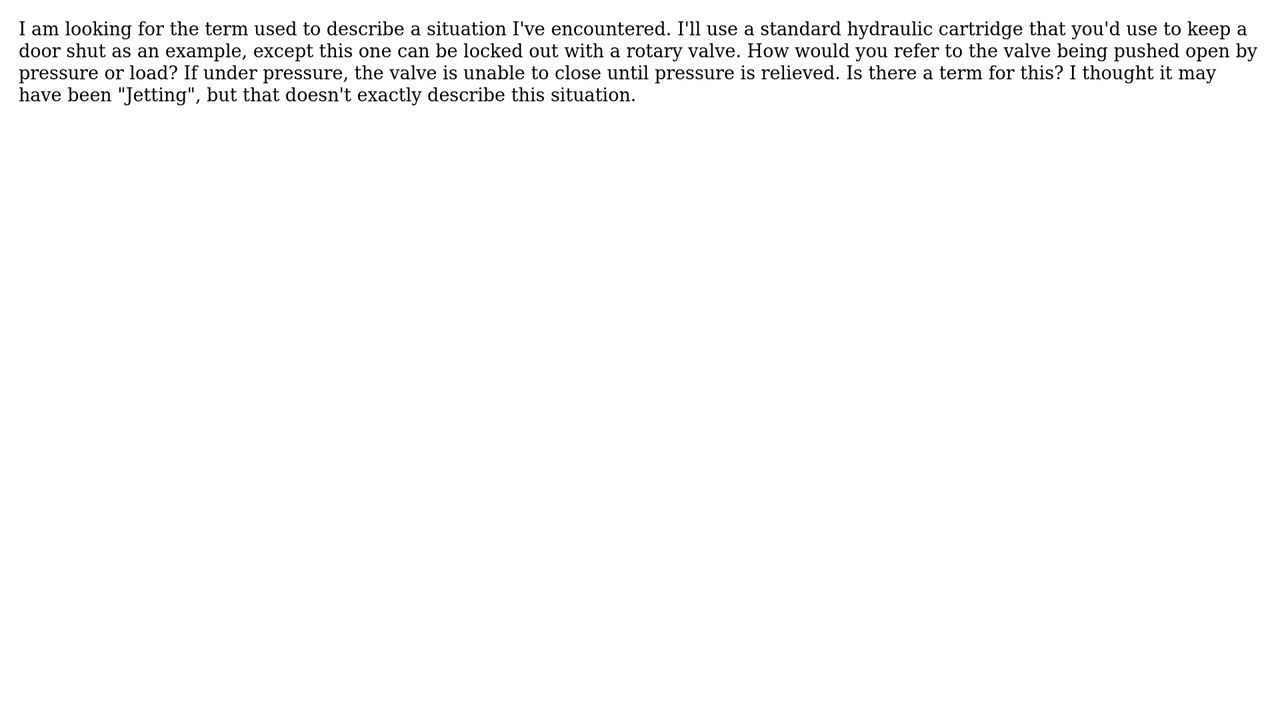 I am looking for the term used to describe a situation I've encountered. I'll use a standard hydraulic cartridge that you'd use to keep a
door shut as an example, except this one can be locked out with a rotary valve. How would you refer to the valve being pushed open by
pressure or load? If under pressure, the valve is unable to close until pressure is relieved. Is there a term for this? I thought it may
have been "Jetting", but that doesn't exactly describe this situation.